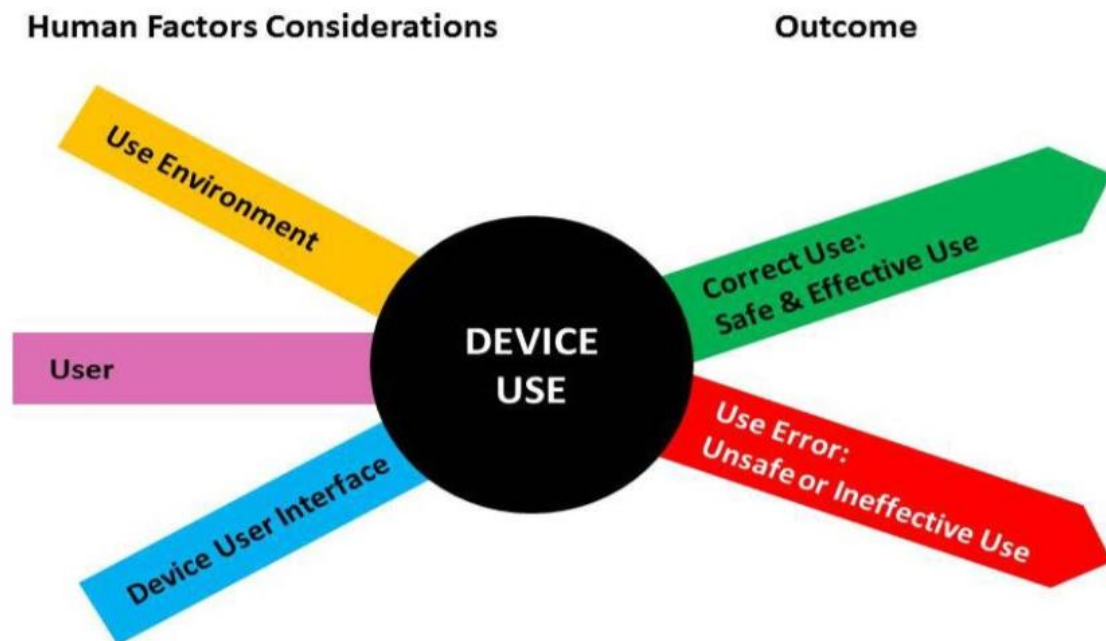 Human Factors Considerations
Outcome
Use Environment
User
Device User Interface
DEVICE
USE
Correct Use:
Safe & Effective Use
Use Error:
Unsafe or Ineffective Use